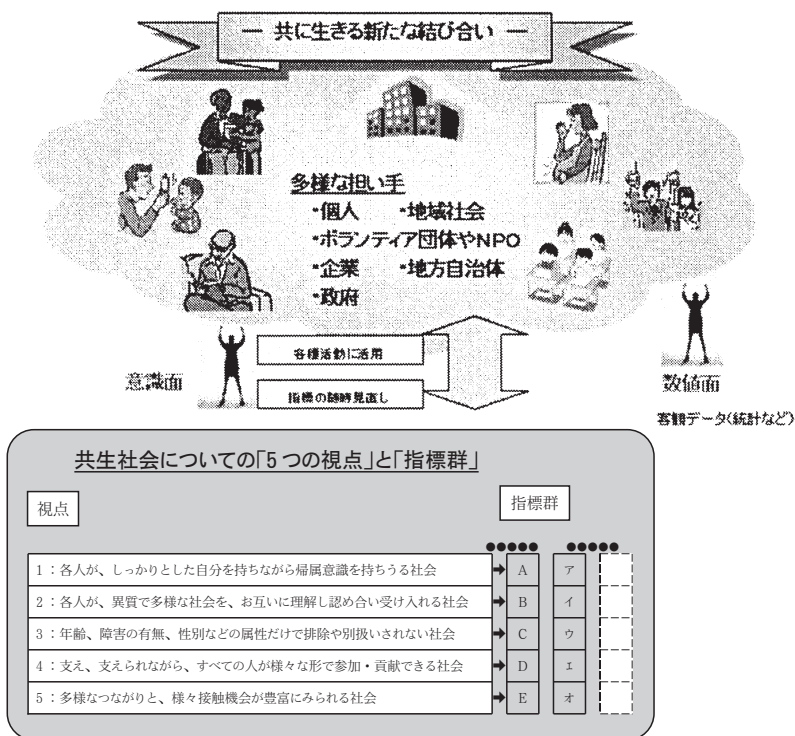 ― 共に生きる新たな結び合い ―
多様な担い手
・個人 ・地域社会
・ボランティア団体やNPO
・企業 ・地方自治体
・政府
各種活動に活用
指標の随時見直し
意識面
数値面
客観データ(統計など)
共生社会についての「5つの視点」と「指標群」
視点
指標群
●●●●● ●●●●●
1：各人が、しっかりとした自分を持ちながら帰属意識を持ちうる社会 ➡ A ア
2：各人が、異質で多様な社会を、お互いに理解し認め合い受け入れる社会 ➡ B イ
3：年齢、障害の有無、性別などの属性だけで排除や別扱いされない社会 ➡ C ウ
4：支え、支えられながら、すべての人が様々な形で参加・貢献できる社会 ➡ D エ
5：多様なつながりと、様々接触機会が豊富にみられる社会 ➡ E オ